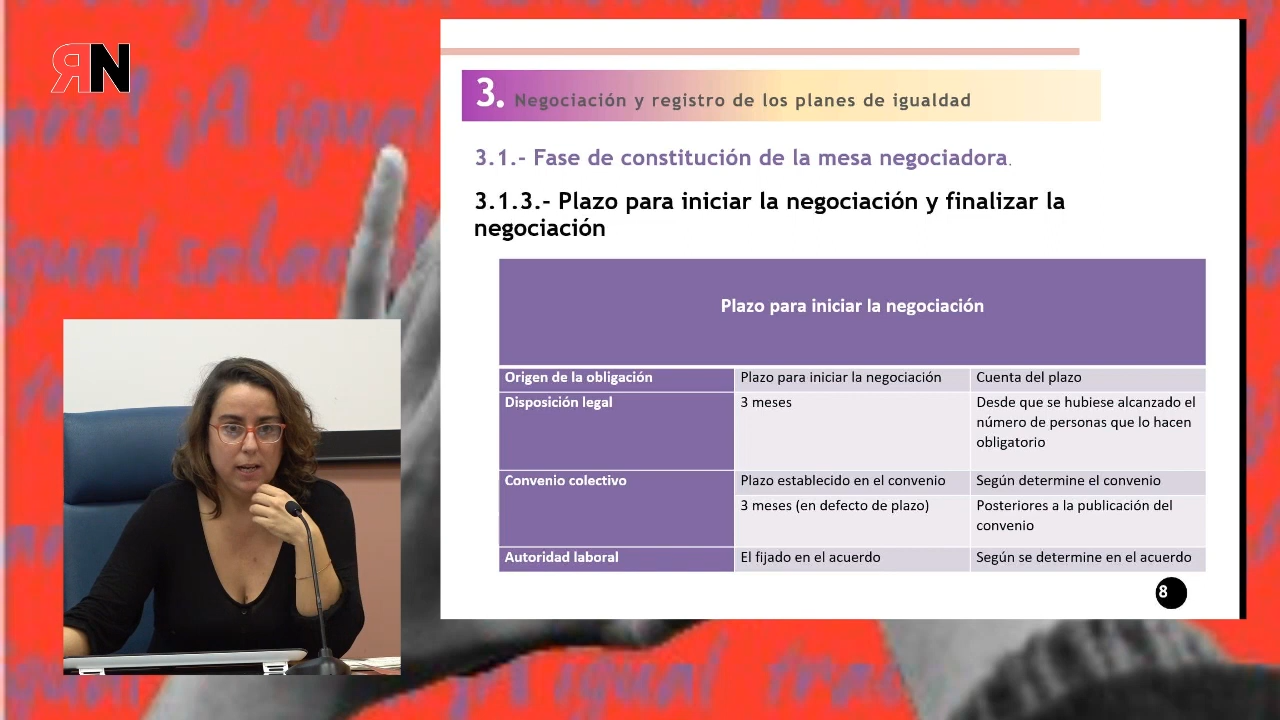 ЯN
3. Negociación y registro de los planes de igualdad
3.1.- Fase de constitución de la mesa negociadora.
3.1.3.- Plazo para iniciar la negociación y finalizar la
negociación
Plazo para iniciar la negociación
Origen de la obligación
Plazo para iniciar la negociación
Cuenta del plazo
Disposición legal
3 meses
Desde que se hubiese alcanzado el
número de personas que lo hacen
obligatorio
Convenio colectivo
Plazo establecido en el convenio
Según determine el convenio
3 meses (en defecto de plazo)
Posteriores a la publicación del
convenio
Autoridad laboral
El fijado en el acuerdo
Según se determine en el acuerdo
8
¡A igual
igual
¡A igual